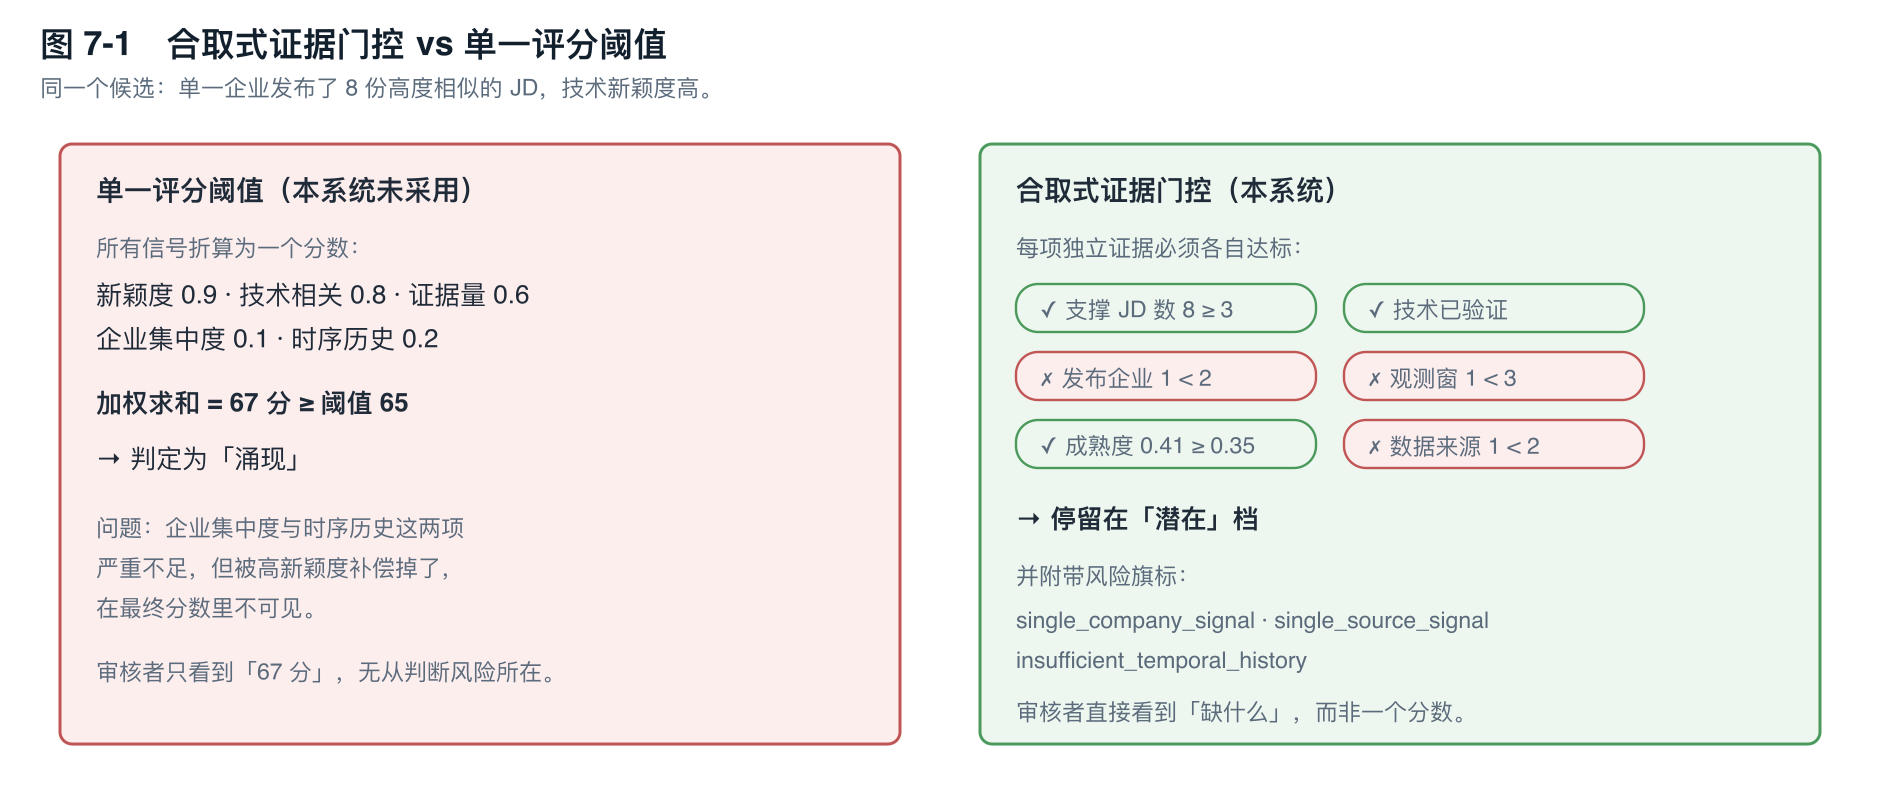 图 7-1　合取式证据门控 vs 单一评分阈值
同一个候选：单一企业发布了 8 份高度相似的 JD，技术新颖度高。
单一评分阈值（本系统未采用）
所有信号折算为一个分数：
新颖度 0.9 · 技术相关 0.8 · 证据量 0.6
企业集中度 0.1 · 时序历史 0.2
加权求和 = 67 分 ≥ 阈值 65
→ 判定为「涌现」
问题：企业集中度与时序历史这两项
严重不足，但被高新颖度补偿掉了，
在最终分数里不可见。
审核者只看到「67 分」，无从判断风险所在。
合取式证据门控（本系统）
每项独立证据必须各自达标：
✓ 支撑 JD 数 8 ≥ 3
✓ 技术已验证
✗ 发布企业 1 < 2
✗ 观测窗 1 < 3
✓ 成熟度 0.41 ≥ 0.35
✗ 数据来源 1 < 2
→ 停留在「潜在」档
并附带风险旗标：
single_company_signal · single_source_signal
insufficient_temporal_history
审核者直接看到「缺什么」，而非一个分数。